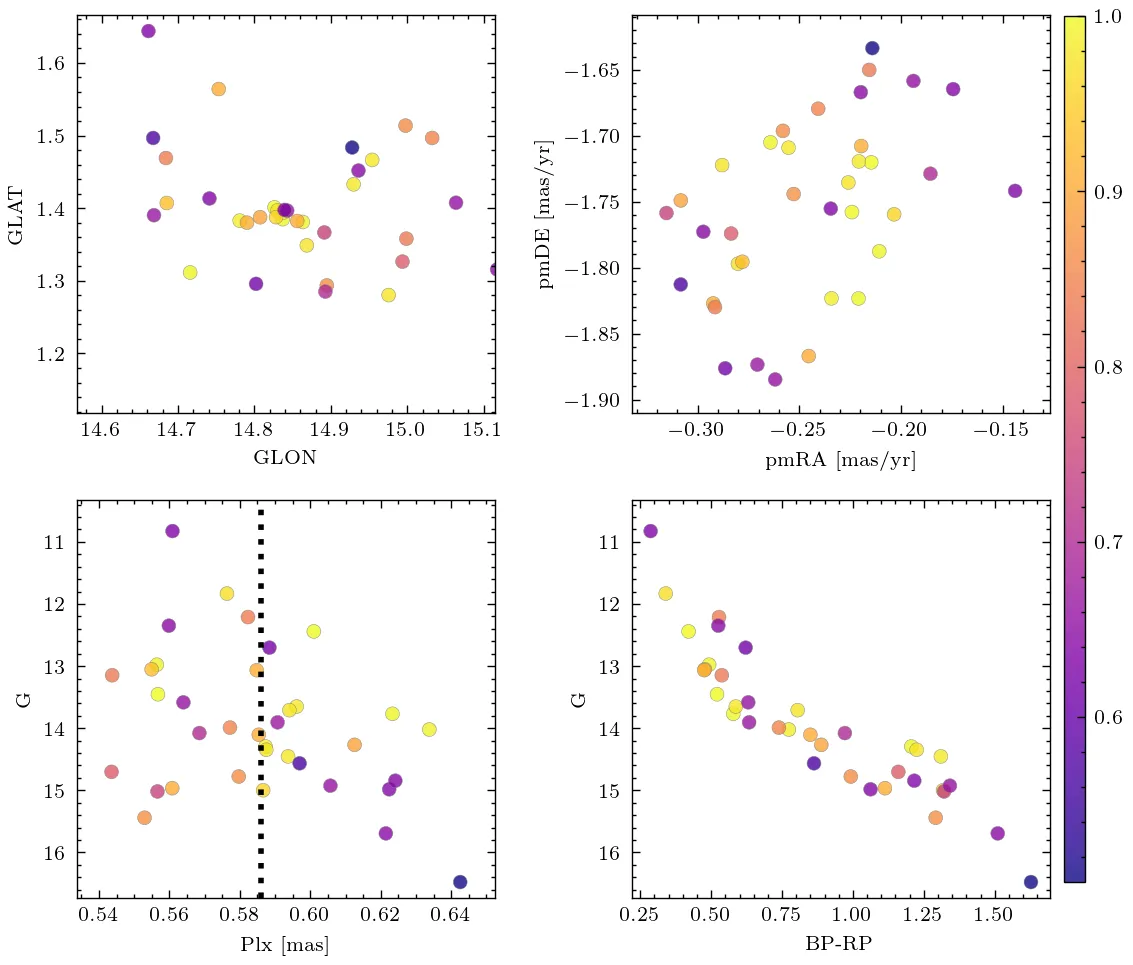 1.6
1.5
1.4
1.3
1.2
GLAT
14.6 14.7 14.8 14.9 15.0 15.1
GLON
−1.65
−1.70
−1.75
−1.80
−1.85
−1.90
pmDE [mas/yr]
−0.30 −0.25 −0.20 −0.15
pmRA [mas/yr]
1.0
0.9
0.8
0.7
0.6
11
12
13
14
15
16
G
0.54 0.56 0.58 0.60 0.62 0.64
Plx [mas]
11
12
13
14
15
16
G
0.25 0.50 0.75 1.00 1.25 1.50
BP-RP